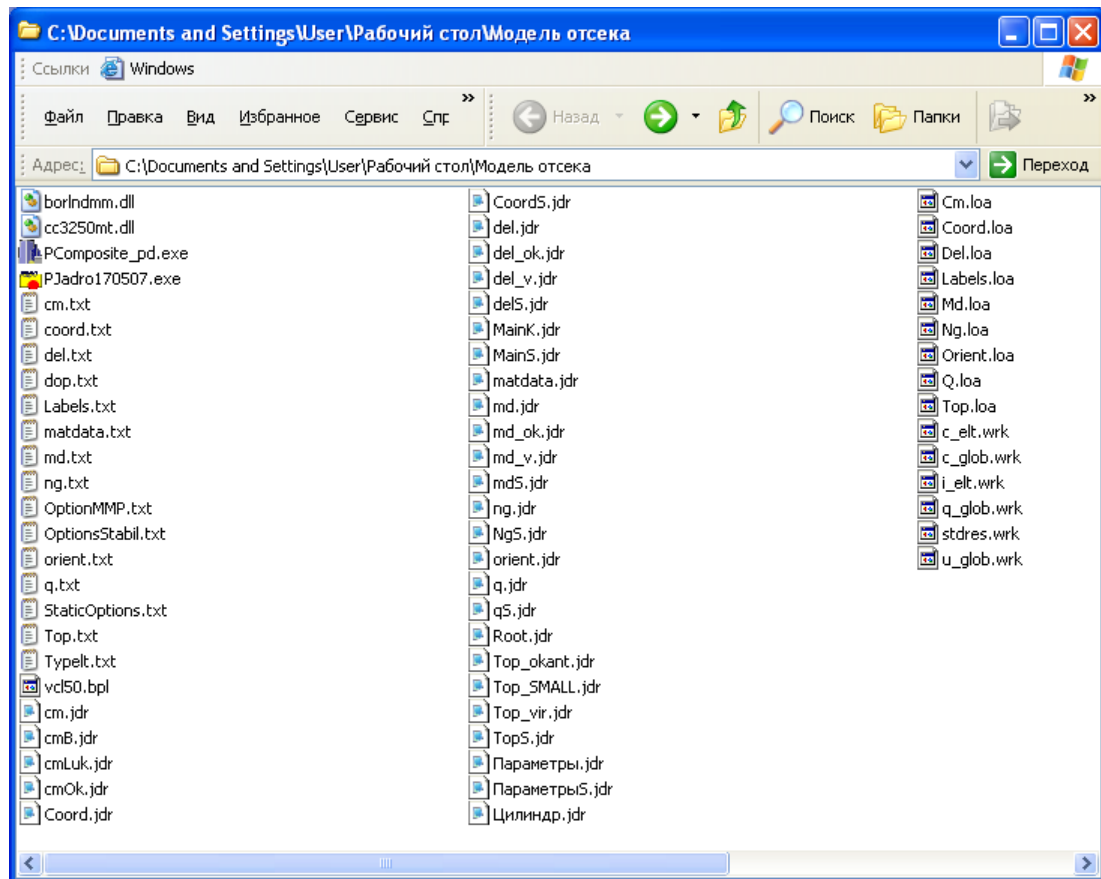 C:\Documents and Settings\User\Рабочий стол\Модель отсека
Ссылки Windows
Файл Правка Вид Избранное Сервис Спр » Назад Поиск Папки »
Адрес: C:\Documents and Settings\User\Рабочий стол\Модель отсека Переход
borlndmm.dll
cc3250mt.dll
PComposite_pd.exe
PJadro170507.exe
cm.txt
coord.txt
del.txt
dop.txt
Labels.txt
matdata.txt
md.txt
ng.txt
OptionMMP.txt
OptionsStabil.txt
orient.txt
q.txt
StaticOptions.txt
Top.txt
Typelt.txt
vcl50.bpl
cm.jdr
cmB.jdr
cmLuk.jdr
cmOk.jdr
Coord.jdr
CoordS.jdr
del.jdr
del_ok.jdr
del_v.jdr
delS.jdr
MainK.jdr
MainS.jdr
matdata.jdr
md.jdr
md_ok.jdr
md_v.jdr
mdS.jdr
ng.jdr
NgS.jdr
orient.jdr
q.jdr
qS.jdr
Root.jdr
Top_okant.jdr
Top_SMALL.jdr
Top_vir.jdr
TopS.jdr
Параметры.jdr
ПараметрыS.jdr
Цилиндр.jdr
Cm.loa
Coord.loa
Del.loa
Labels.loa
Md.loa
Ng.loa
Orient.loa
Q.loa
Top.loa
c_elt.wrk
c_glob.wrk
i_elt.wrk
q_glob.wrk
stdres.wrk
u_glob.wrk